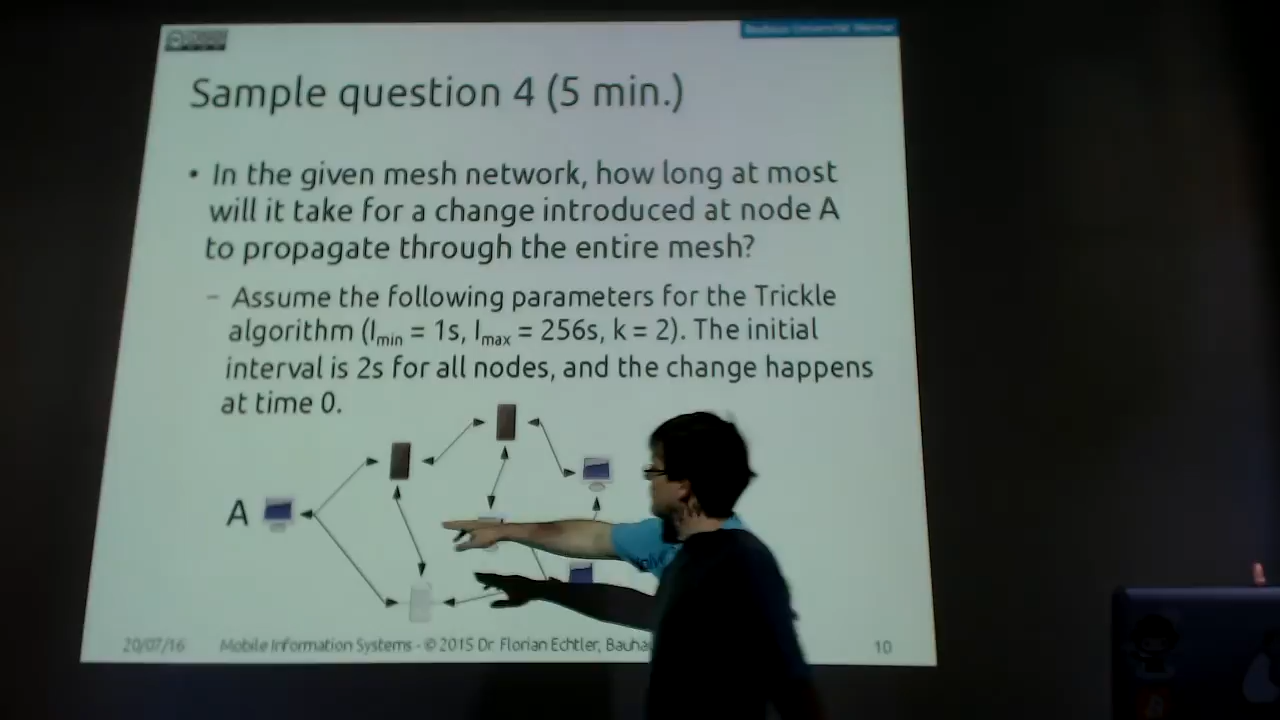 Sample question 4 (5 min.)
• In the given mesh network, how long at most
will it take for a change introduced at node A
to propagate through the entire mesh?
– Assume the following parameters for the Trickle
algorithm (Imin = 1s, Imax = 256s, k = 2). The initial
interval is 2s for all nodes, and the change happens
at time 0.
A
20/07/16 Mobile Information Systems - © 2015 Dr Florian Echtler, 10